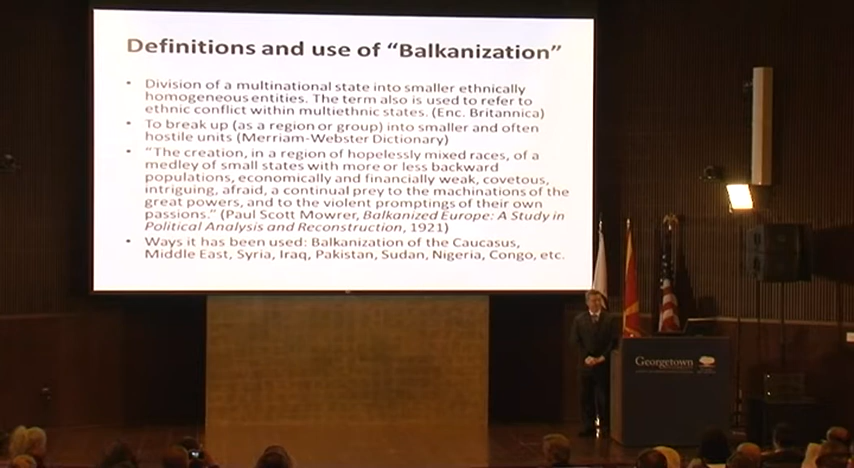 Definitions and use of “Balkanization”
• Division of a multinational state into smaller ethnically
homogeneous entities. The term also is used to refer to
ethnic conflict within multiethnic states. (Enc. Britannica)
• To break up (as a region or group) into smaller and often
hostile units (Merriam-Webster Dictionary)
• “The creation, in a region of hopelessly mixed races, of a
medley of small states with more or less backward
populations, economically and financially weak, covetous,
intriguing, afraid, a continual prey to the machinations of the
great powers, and to the violent promptings of their own
passions.” (Paul Scott Mowrer, Balkanized Europe: A Study in
Political Analysis and Reconstruction, 1921)
• Ways it has been used: Balkanization of the Caucasus,
Middle East, Syria, Iraq, Pakistan, Sudan, Nigeria, Congo, etc.
Georgetown